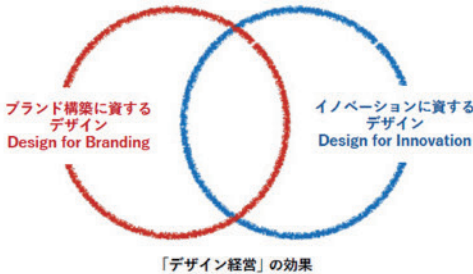 ブランド構築に資する
デザイン
Design for Branding
イノベーションに資する
デザイン
Design for Innovation
「デザイン経営」の効果